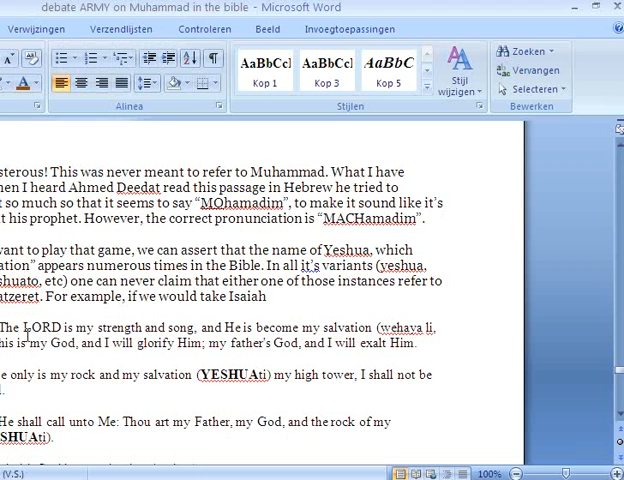 debate ARMY on Muhammad in the bible - Microsoft Word
Verwijzingen Verzendlijsten Controleren Beeld Invoegtoepassingen
AaBbCcI AaBbCcI AaBbC
Kop 1 Kop 3 Kop 5
Stijl wijzigen
Zoeken
Vervangen
Selecteren
Alinea Stijlen Bewerken
sterous! This was never meant to refer to Muhammad. What I have
hen I heard Ahmed Deedat read this passage in Hebrew he tried to
t so much so that it seems to say “MOhamadim”, to make it sound like it’s
t his prophet. However, the correct pronunciation is “MACHamadim”.
want to play that game, we can assert that the name of Yeshua, which
ation” appears numerous times in the Bible. In all it’s variants (yeshua,
shuato, etc) one can never claim that either one of those instances refer to
atzeret. For example, if we would take Isaiah
The LORD is my strength and song, and He is become my salvation (wehaya li,
his is my God, and I will glorify Him; my father’s God, and I will exalt Him.
e only is my rock and my salvation (YESHUAti) my high tower, I shall not be
l.
He shall call unto Me: Thou art my Father, my God, and the rock of my
SHUAti).
(V.S.) 100%